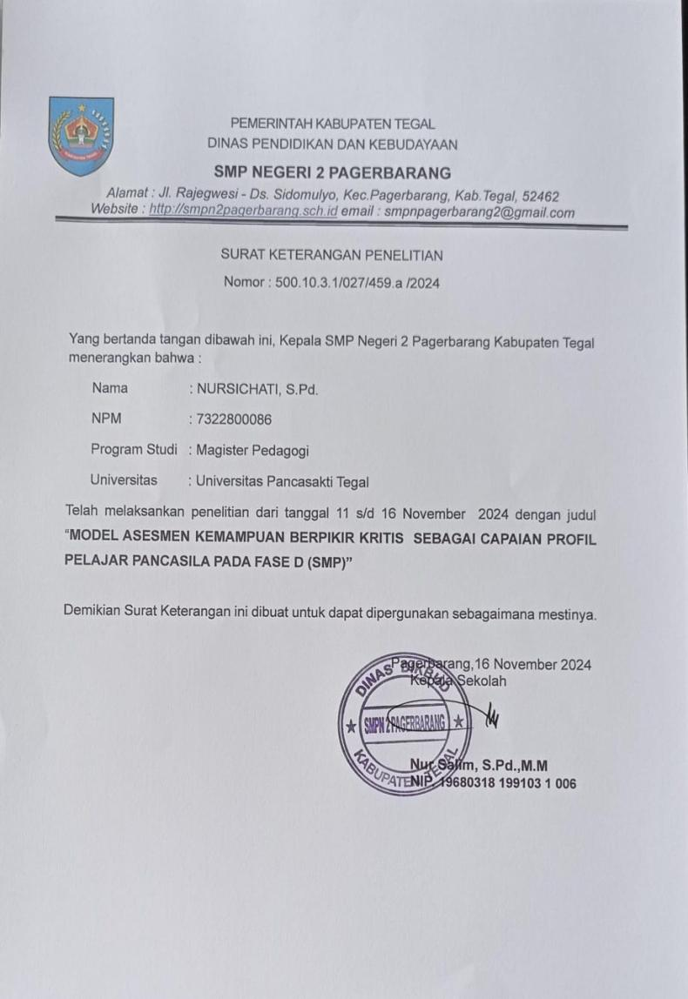 PEMERINTAH KABUPATEN TEGAL
DINAS PENDIDIKAN DAN KEBUDAYAAN
SMP NEGERI 2 PAGERBARANG
Alamat : Jl. Rajegwesi - Ds. Sidomulyo, Kec.Pagerbarang, Kab.Tegal, 52462
Website : http://smpn2pagerbarang.sch.id email : smpnpagerbarang2@gmail.com
SURAT KETERANGAN PENELITIAN
Nomor : 500.10.3.1/027/459.a /2024
Yang bertanda tangan dibawah ini, Kepala SMP Negeri 2 Pagerbarang Kabupaten Tegal
menerangkan bahwa :
Nama : NURSICHATI, S.Pd.
NPM : 7322800086
Program Studi : Magister Pedagogi
Universitas : Universitas Pancasakti Tegal
Telah melaksankan penelitian dari tanggal 11 s/d 16 November 2024 dengan judul
“MODEL ASESMEN KEMAMPUAN BERPIKIR KRITIS SEBAGAI CAPAIAN PROFIL
PELAJAR PANCASILA PADA FASE D (SMP)”
Demikian Surat Keterangan ini dibuat untuk dapat dipergunakan sebagaimana mestinya.
Pagerbarang,16 November 2024
Kepala Sekolah
DINAS DIKBUD
SMPN 2 PAGERBARANG
KABUPATEN TEGAL
Nur Salim, S.Pd.,M.M
NIP. 19680318 199103 1 006